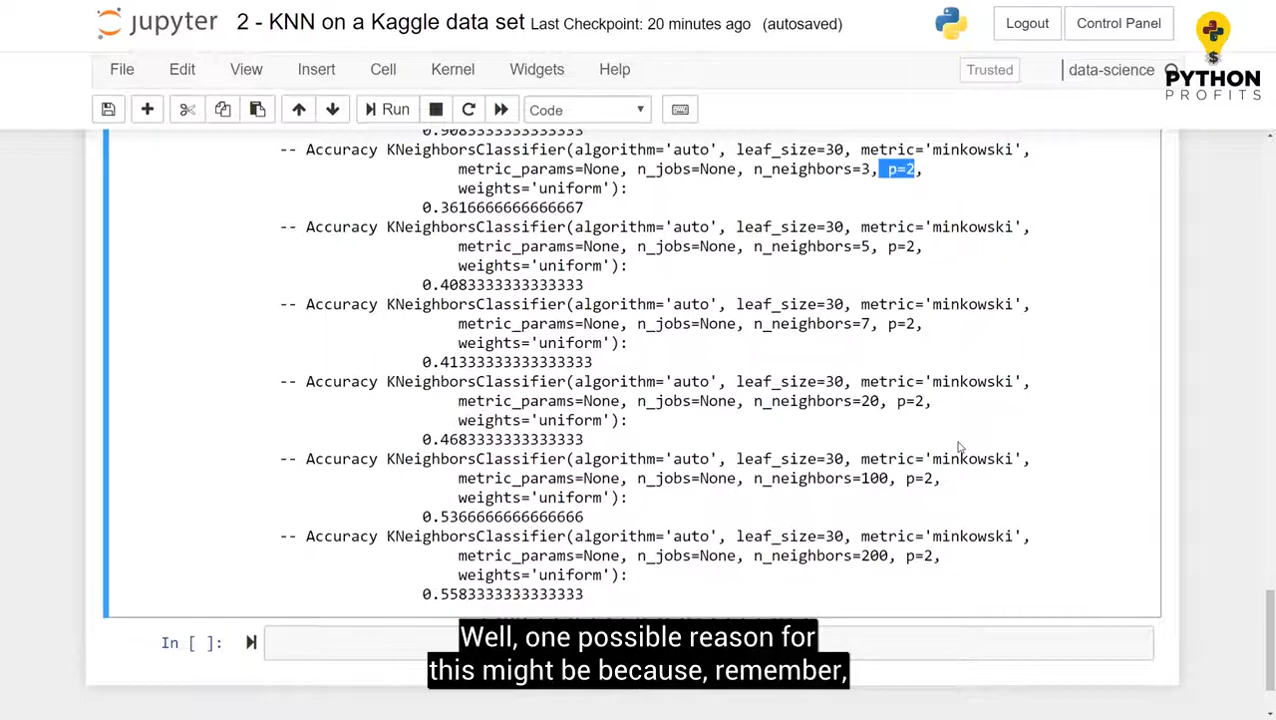 jupyter 2 - KNN on a Kaggle data set Last Checkpoint: 20 minutes ago (autosaved) Logout Control Panel
File Edit View Insert Cell Kernel Widgets Help Trusted data-science
PYTHON
PROFITS
Run Code
0.9083333333333333
-- Accuracy KNeighborsClassifier(algorithm='auto', leaf_size=30, metric='minkowski',
metric_params=None, n_jobs=None, n_neighbors=3, p=2,
weights='uniform'):
0.3616666666666667
-- Accuracy KNeighborsClassifier(algorithm='auto', leaf_size=30, metric='minkowski',
metric_params=None, n_jobs=None, n_neighbors=5, p=2,
weights='uniform'):
0.4083333333333333
-- Accuracy KNeighborsClassifier(algorithm='auto', leaf_size=30, metric='minkowski',
metric_params=None, n_jobs=None, n_neighbors=7, p=2,
weights='uniform'):
0.41333333333333333
-- Accuracy KNeighborsClassifier(algorithm='auto', leaf_size=30, metric='minkowski',
metric_params=None, n_jobs=None, n_neighbors=20, p=2,
weights='uniform'):
0.4683333333333333
-- Accuracy KNeighborsClassifier(algorithm='auto', leaf_size=30, metric='minkowski',
metric_params=None, n_jobs=None, n_neighbors=100, p=2,
weights='uniform'):
0.5366666666666666
-- Accuracy KNeighborsClassifier(algorithm='auto', leaf_size=30, metric='minkowski',
metric_params=None, n_jobs=None, n_neighbors=200, p=2,
weights='uniform'):
0.5583333333333333
In [ ]:
Well, one possible reason for
this might be because, remember,